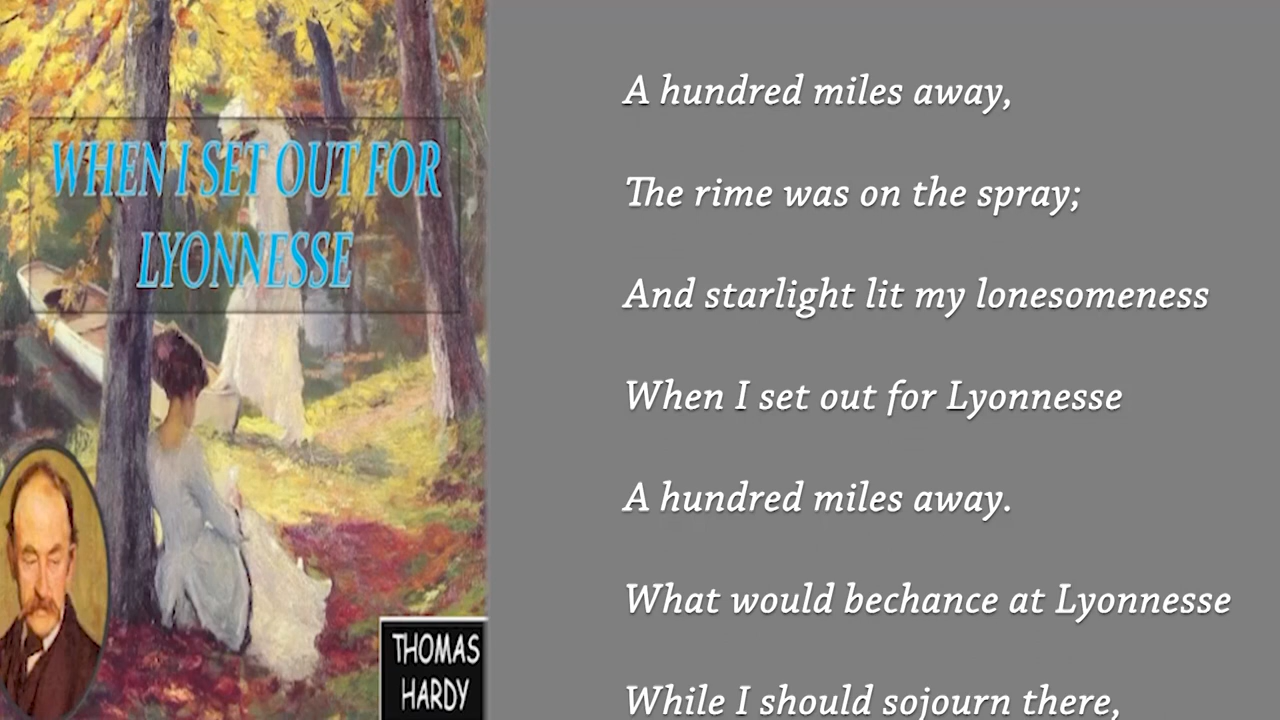 WHEN I SET OUT FOR
LYONNESSE
THOMAS
HARDY
A hundred miles away,
The rime was on the spray;
And starlight lit my lonesomeness
When I set out for Lyonnesse
A hundred miles away.
What would bechance at Lyonnesse
While I should sojourn there,